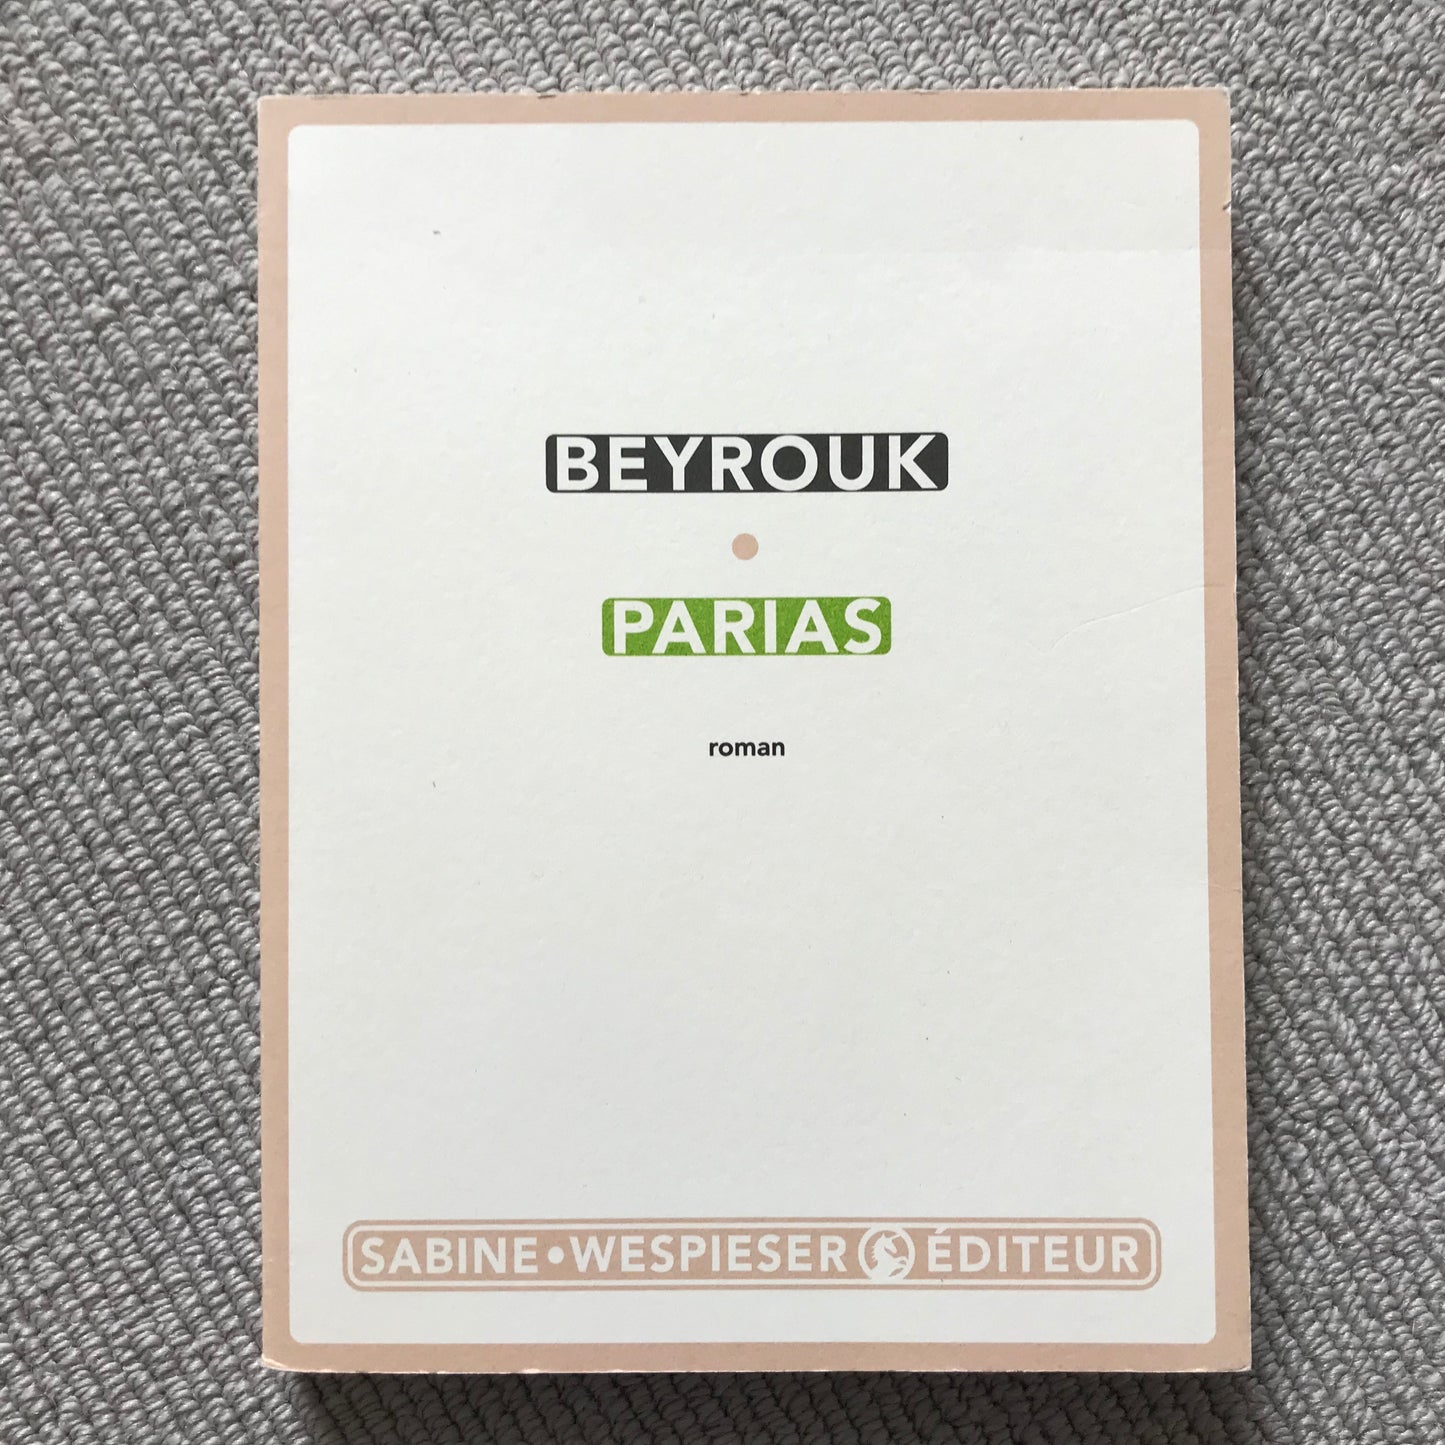 BEYROUK
PARIAS
roman
SABINE • WESPIESER ÉDITEUR